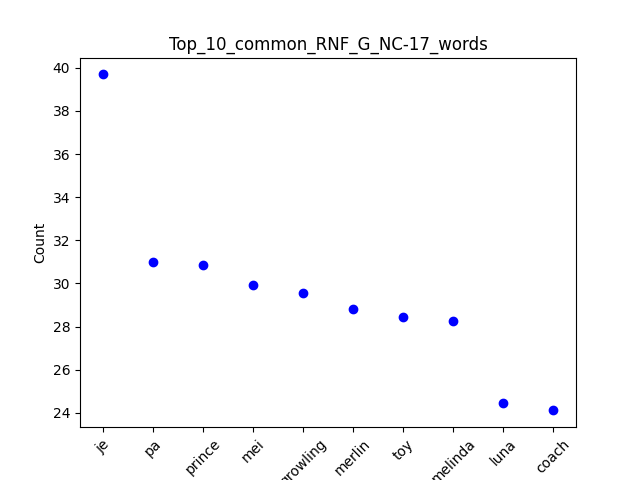 Top_10_common_RNF_G_NC-17_words
Count
40
38
36
34
32
30
28
26
24
je
pa
prince
mei
growling
merlin
toy
melinda
luna
coach